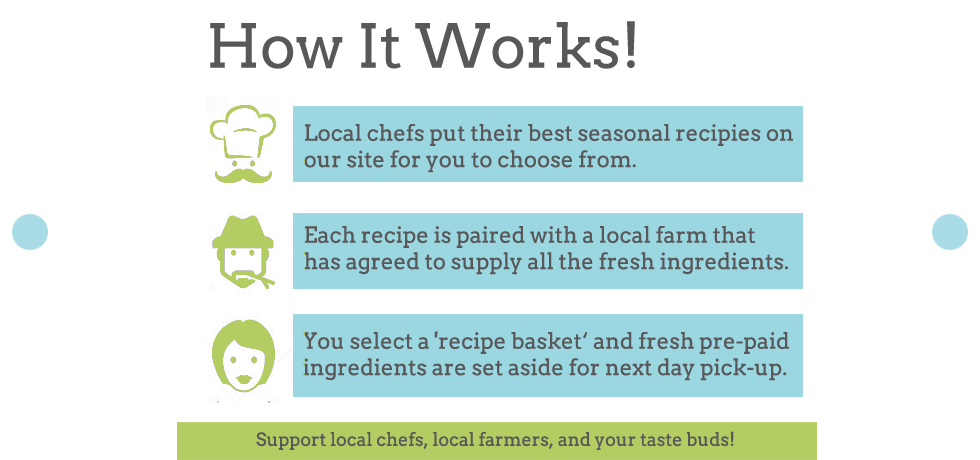 How It Works!
Local chefs put their best seasonal recipies on
our site for you to choose from.
Each recipe is paired with a local farm that
has agreed to supply all the fresh ingredients.
You select a 'recipe basket‘ and fresh pre-paid
ingredients are set aside for next day pick-up.
Support local chefs, local farmers, and your taste buds!